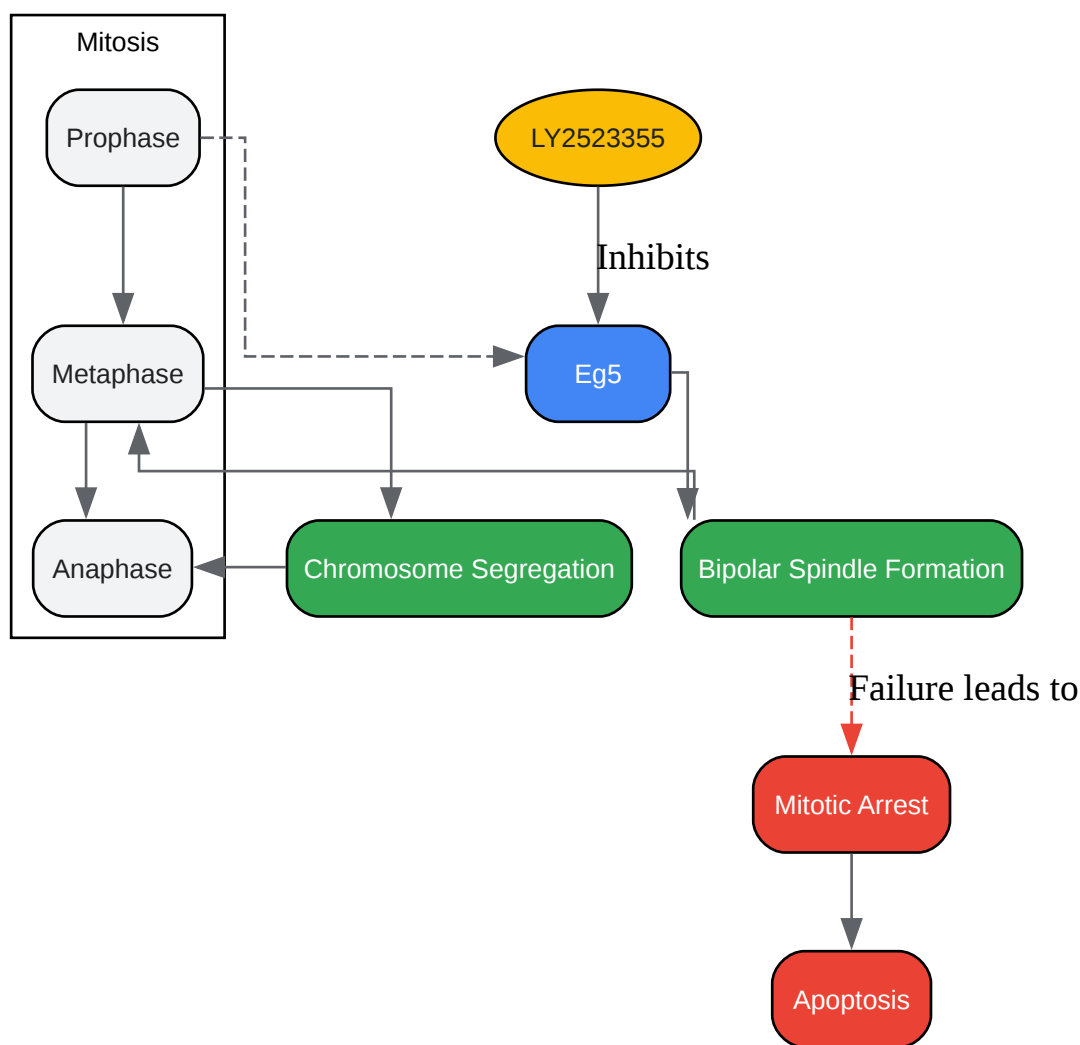 Mitosis
Prophase
LY2523355
Inhibits
Metaphase
Eg5
Anaphase
Chromosome Segregation
Bipolar Spindle Formation
Failure leads to
Mitotic Arrest
Apoptosis